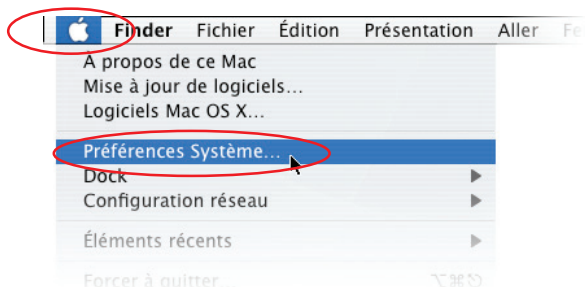 Finder Fichier Édition Présentation Aller Fe
À propos de ce Mac
Mise à jour de logiciels...
Logiciels Mac OS X...
Préférences Système...
Dock
Configuration réseau
Éléments récents
Forcer à quitter... ⌥⌘⎋